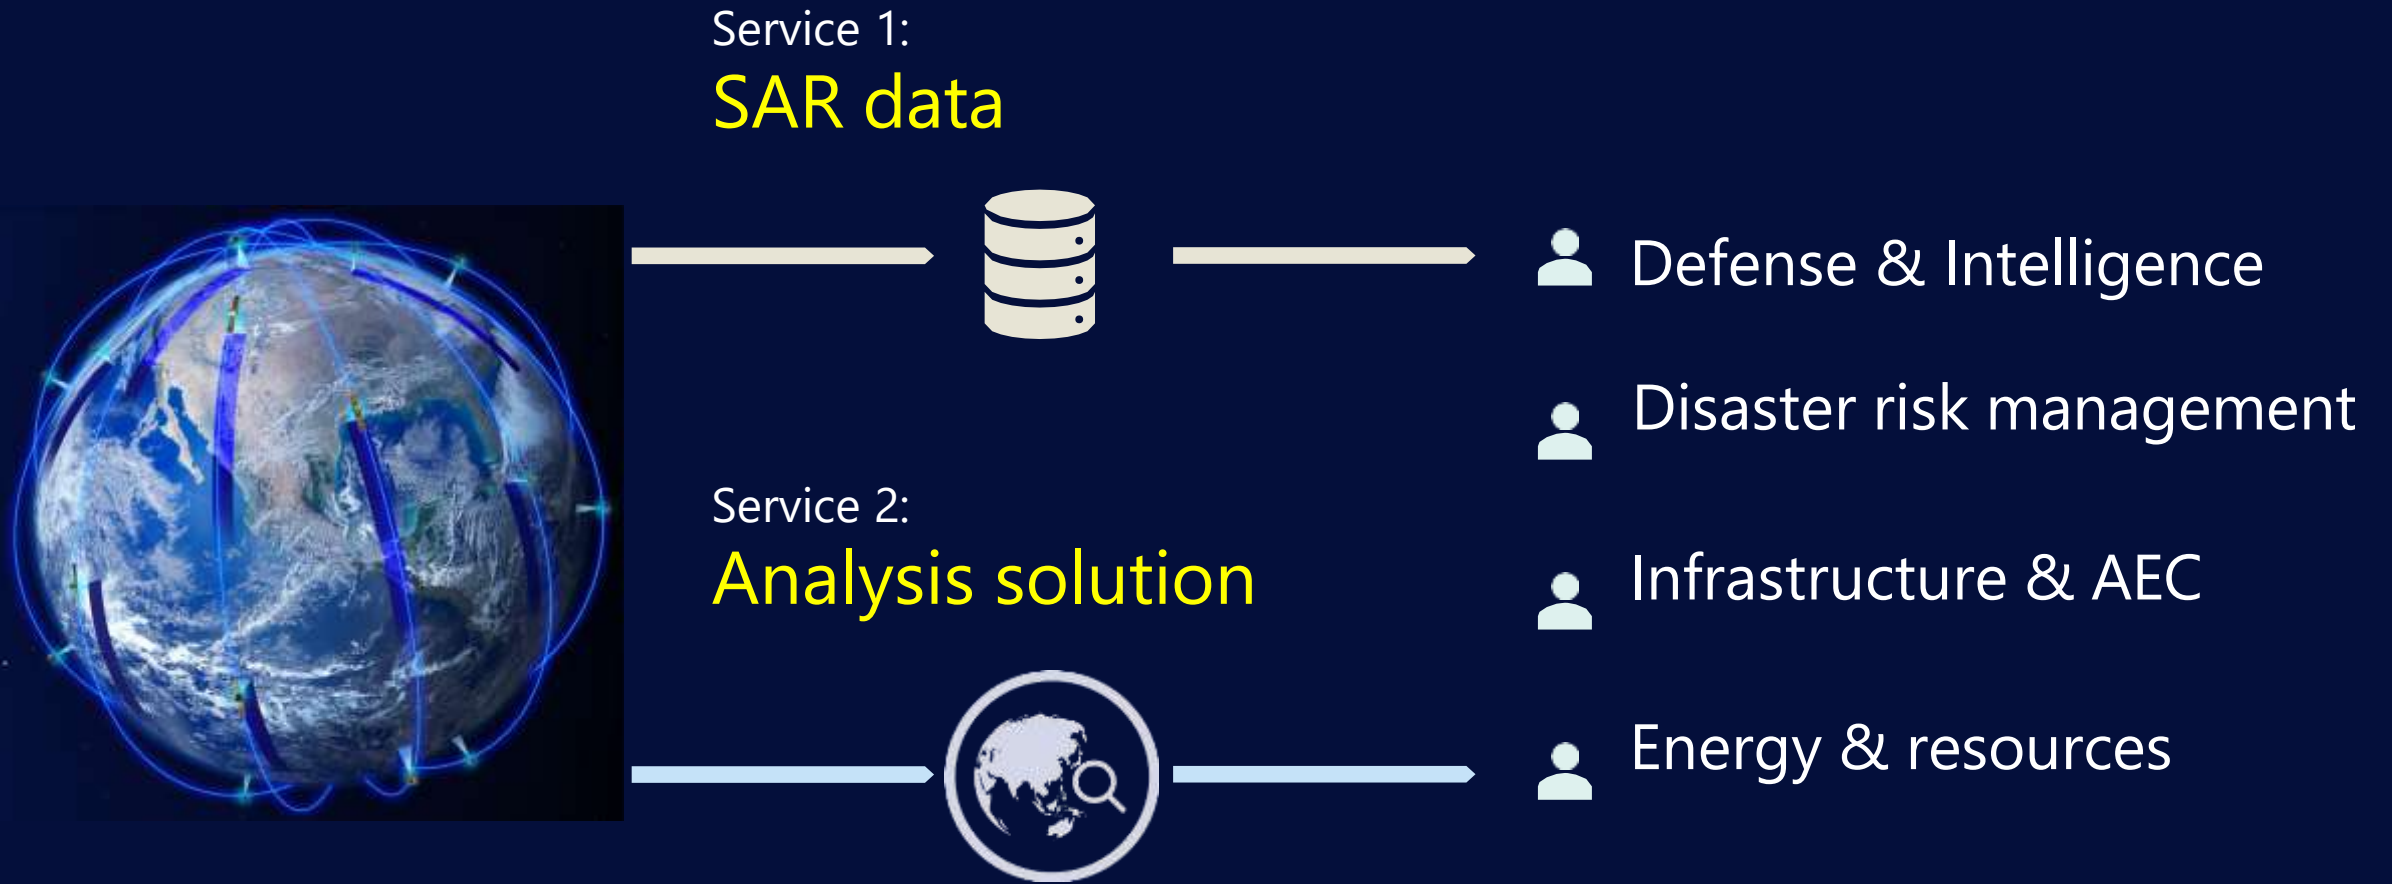 Service 1:
SAR data
Defense & Intelligence
Disaster risk management
Service 2:
Analysis solution
Infrastructure & AEC
Energy & resources